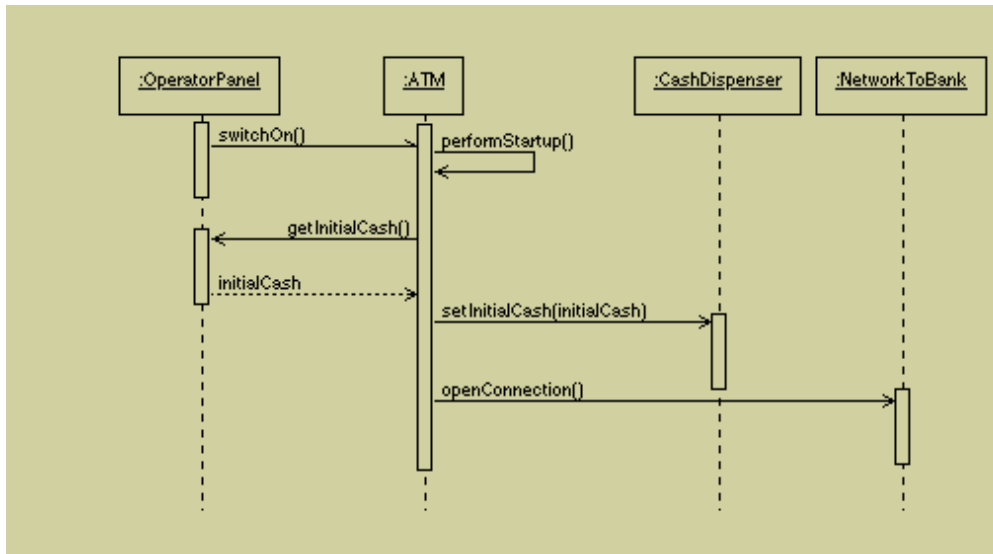 :OperatorPanel
:ATM
:CashDispenser
:NetworkToBank
switchOn()
performStartup()
getInitialCash()
initialCash
setInitialCash(initialCash)
openConnection()